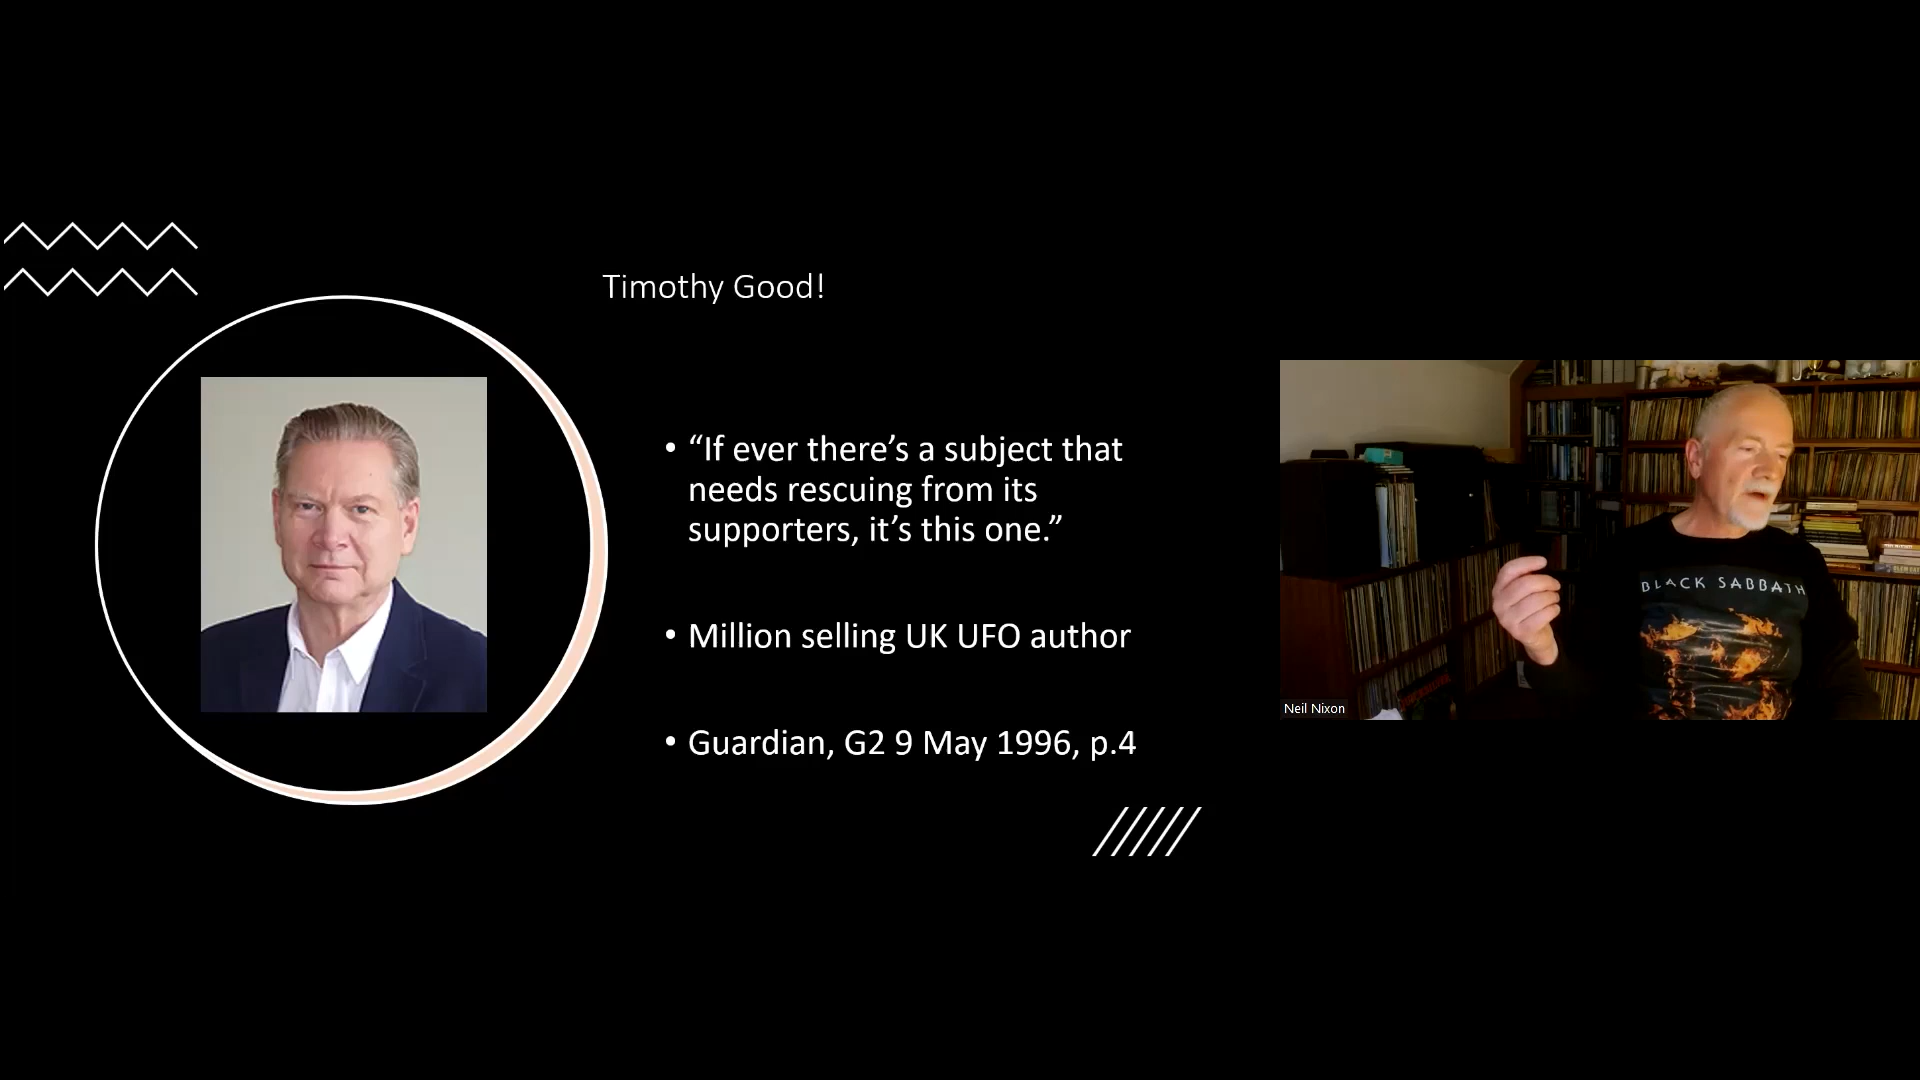 Timothy Good!
• “If ever there’s a subject that
needs rescuing from its
supporters, it’s this one.”
• Million selling UK UFO author
• Guardian, G2 9 May 1996, p.4
BLACK SABBATH
Neil Nixon